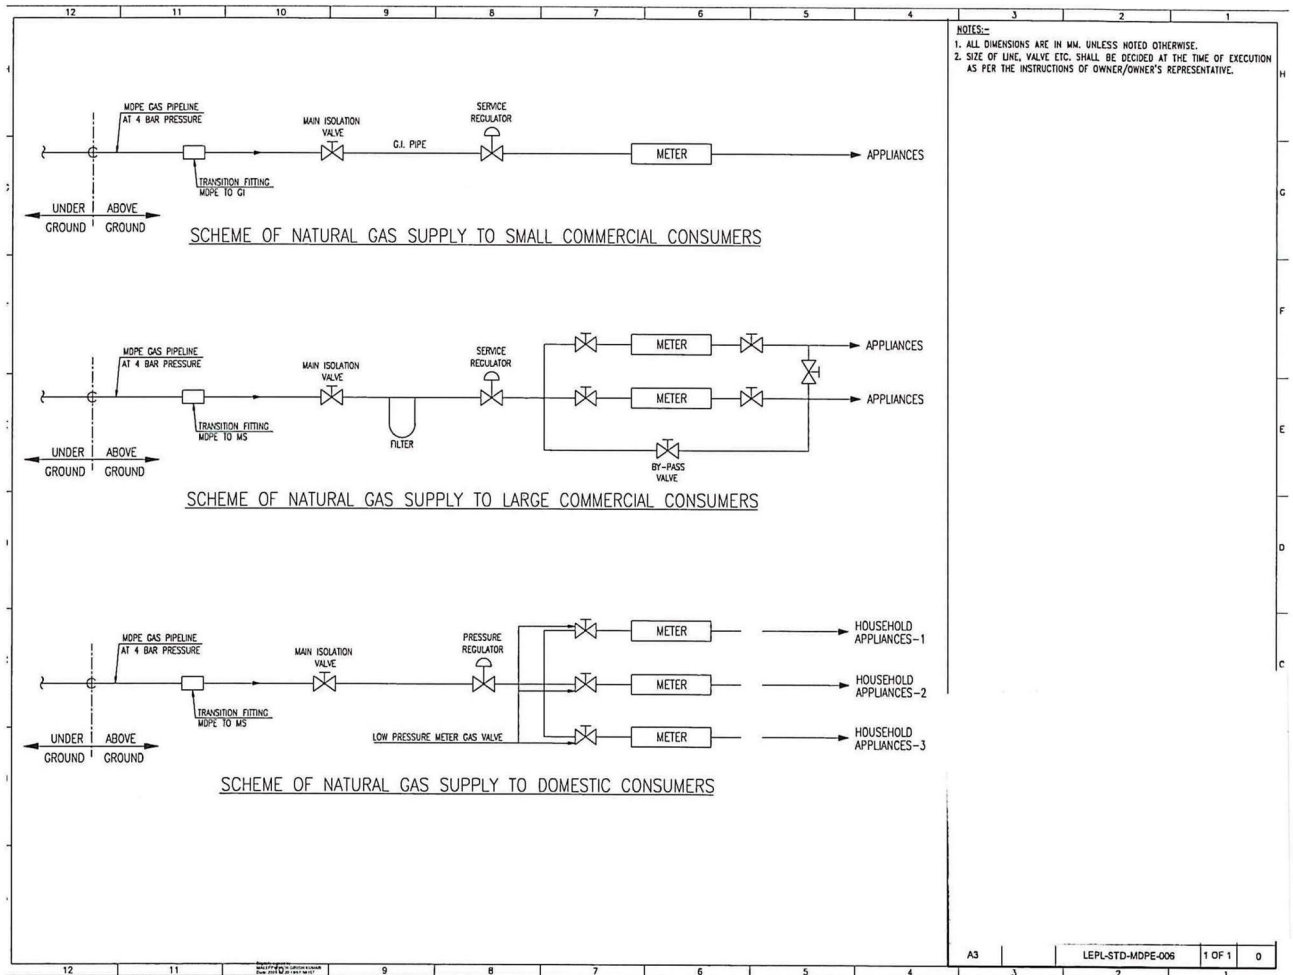 12 11 10 9 8 7 6 5 4 3 2 1
NOTES:-
1. ALL DIMENSIONS ARE IN MM. UNLESS NOTED OTHERWISE.
2. SIZE OF LINE, VALVE ETC. SHALL BE DECIDED AT THE TIME OF EXECUTION
AS PER THE INSTRUCTIONS OF OWNER/OWNER'S REPRESENTATIVE.
H
G
F
E
D
C
MDPE GAS PIPELINE
AT 4 BAR PRESSURE
MAIN ISOLATION
VALVE
G.I. PIPE
SERVICE
REGULATOR
METER
APPLIANCES
TRANSITION FITTING
MDPE TO GI
UNDER ABOVE
GROUND GROUND
SCHEME OF NATURAL GAS SUPPLY TO SMALL COMMERCIAL CONSUMERS
MDPE GAS PIPELINE
AT 4 BAR PRESSURE
MAIN ISOLATION
VALVE
SERVICE
REGULATOR
METER
APPLIANCES
METER
APPLIANCES
TRANSITION FITTING
MDPE TO MS
FILTER
BY-PASS
VALVE
UNDER ABOVE
GROUND GROUND
SCHEME OF NATURAL GAS SUPPLY TO LARGE COMMERCIAL CONSUMERS
MDPE GAS PIPELINE
AT 4 BAR PRESSURE
MAIN ISOLATION
VALVE
PRESSURE
REGULATOR
METER
HOUSEHOLD
APPLIANCES-1
METER
HOUSEHOLD
APPLIANCES-2
METER
HOUSEHOLD
APPLIANCES-3
TRANSITION FITTING
MDPE TO MS
LOW PRESSURE METER GAS VALVE
UNDER ABOVE
GROUND GROUND
SCHEME OF NATURAL GAS SUPPLY TO DOMESTIC CONSUMERS
A3 LEPL-STD-MDPE-006 1 OF 1 0
12 11 9 8 7 6 5 4 3 2 1